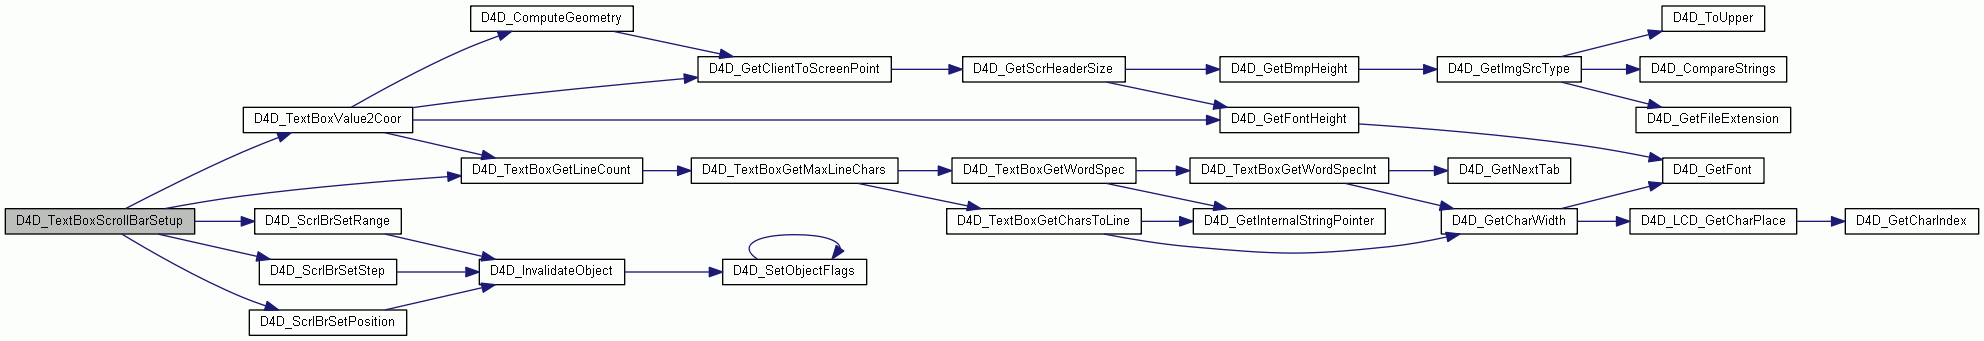 D4D_ComputeGeometry
D4D_ToUpper
D4D_GetClientToScreenPoint
D4D_GetScrHeaderSize
D4D_GetBmpHeight
D4D_GetImgSrcType
D4D_CompareStrings
D4D_TextBoxValue2Coor
D4D_GetFontHeight
D4D_GetFileExtension
D4D_TextBoxGetLineCount
D4D_TextBoxGetMaxLineChars
D4D_TextBoxGetWordSpec
D4D_TextBoxGetWordSpecInt
D4D_GetNextTab
D4D_GetFont
D4D_TextBoxScrollBarSetup
D4D_ScrlBrSetRange
D4D_TextBoxGetCharsToLine
D4D_GetInternalStringPointer
D4D_GetCharWidth
D4D_LCD_GetCharPlace
D4D_GetCharIndex
D4D_ScrlBrSetStep
D4D_InvalidateObject
D4D_SetObjectFlags
D4D_ScrlBrSetPosition